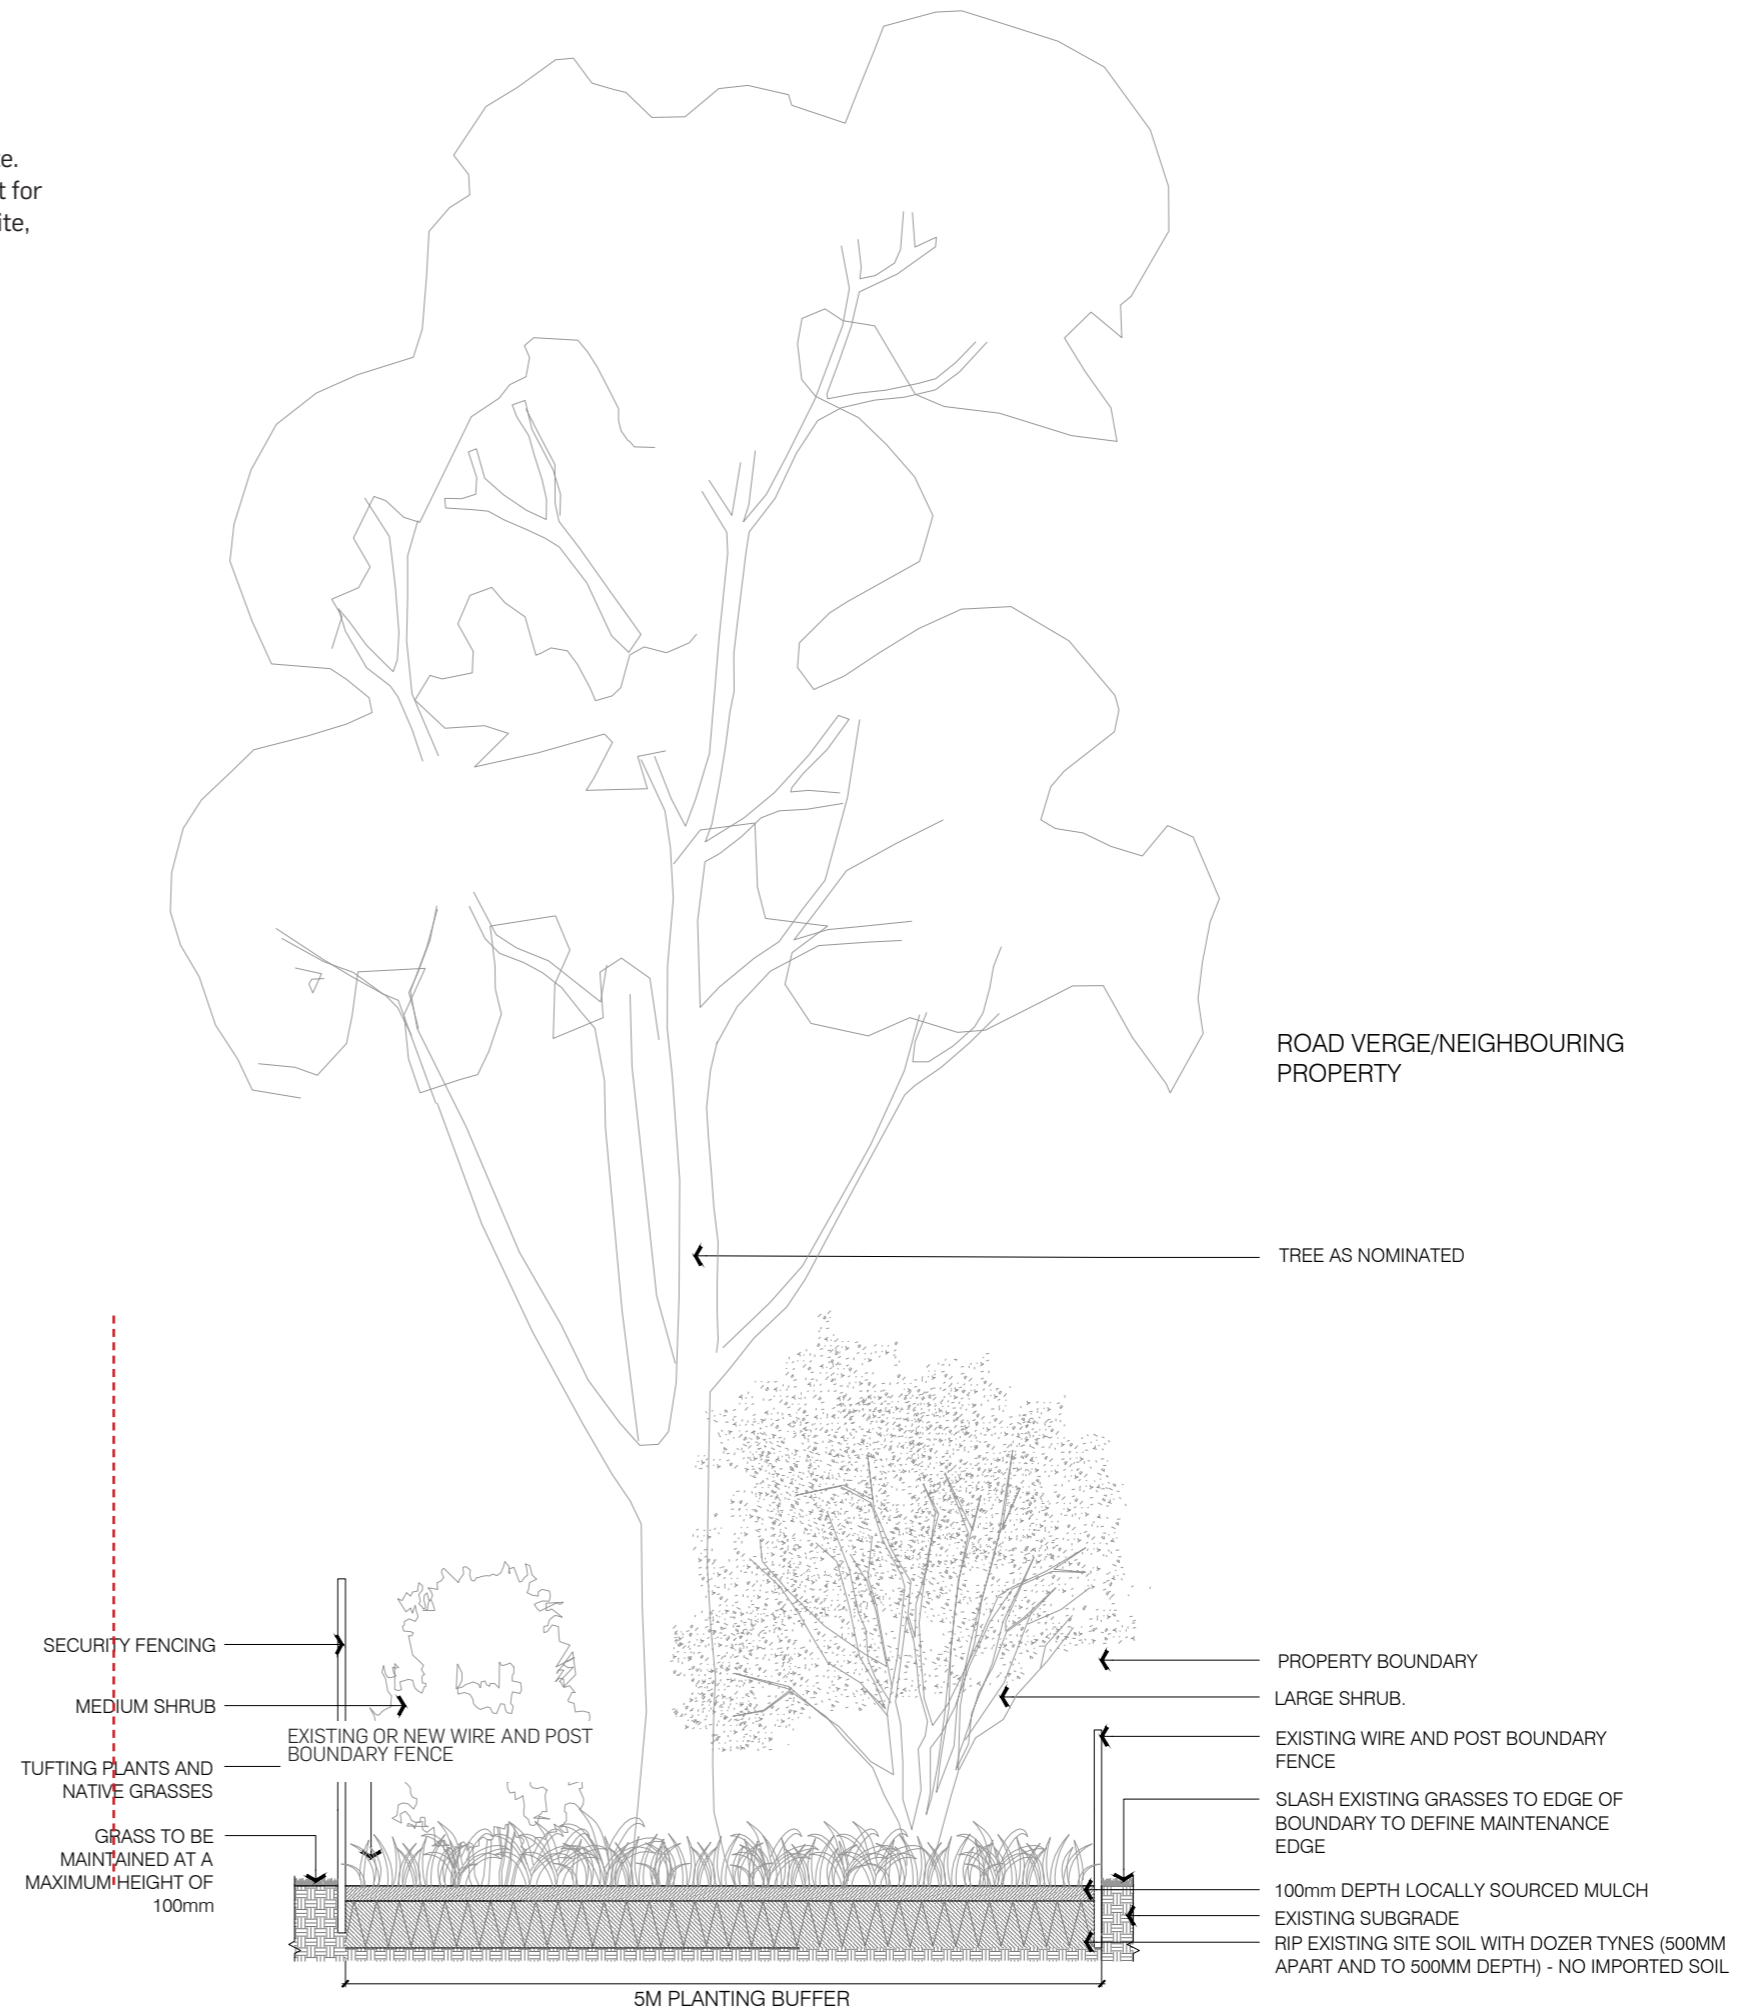 e.
t for
ite,
ROAD VERGE/NEIGHBOURING
PROPERTY
TREE AS NOMINATED
SECURITY FENCING
MEDIUM SHRUB
EXISTING OR NEW WIRE AND POST
BOUNDARY FENCE
TUFTING PLANTS AND
NATIVE GRASSES
GRASS TO BE
MAINTAINED AT A
MAXIMUM HEIGHT OF
100mm
PROPERTY BOUNDARY
LARGE SHRUB.
EXISTING WIRE AND POST BOUNDARY
FENCE
SLASH EXISTING GRASSES TO EDGE OF
BOUNDARY TO DEFINE MAINTENANCE
EDGE
100mm DEPTH LOCALLY SOURCED MULCH
EXISTING SUBGRADE
RIP EXISTING SITE SOIL WITH DOZER TYNES (500MM
APART AND TO 500MM DEPTH) - NO IMPORTED SOIL
5M PLANTING BUFFER